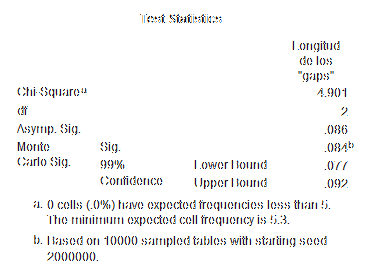 Test Statistics
Longitud
de los
"gaps"
Chi-Square a 4.901
df 2
Asymp. Sig. .086
Monte Sig. .084 b
Carlo Sig. 99% Lower Bound .077
Confidence Upper Bound .092
a. 0 cells (.0%) have expected frequencies less than 5.
The minimum expected cell frequency is 5.3.
b. Based on 10000 sampled tables with starting seed
2000000.